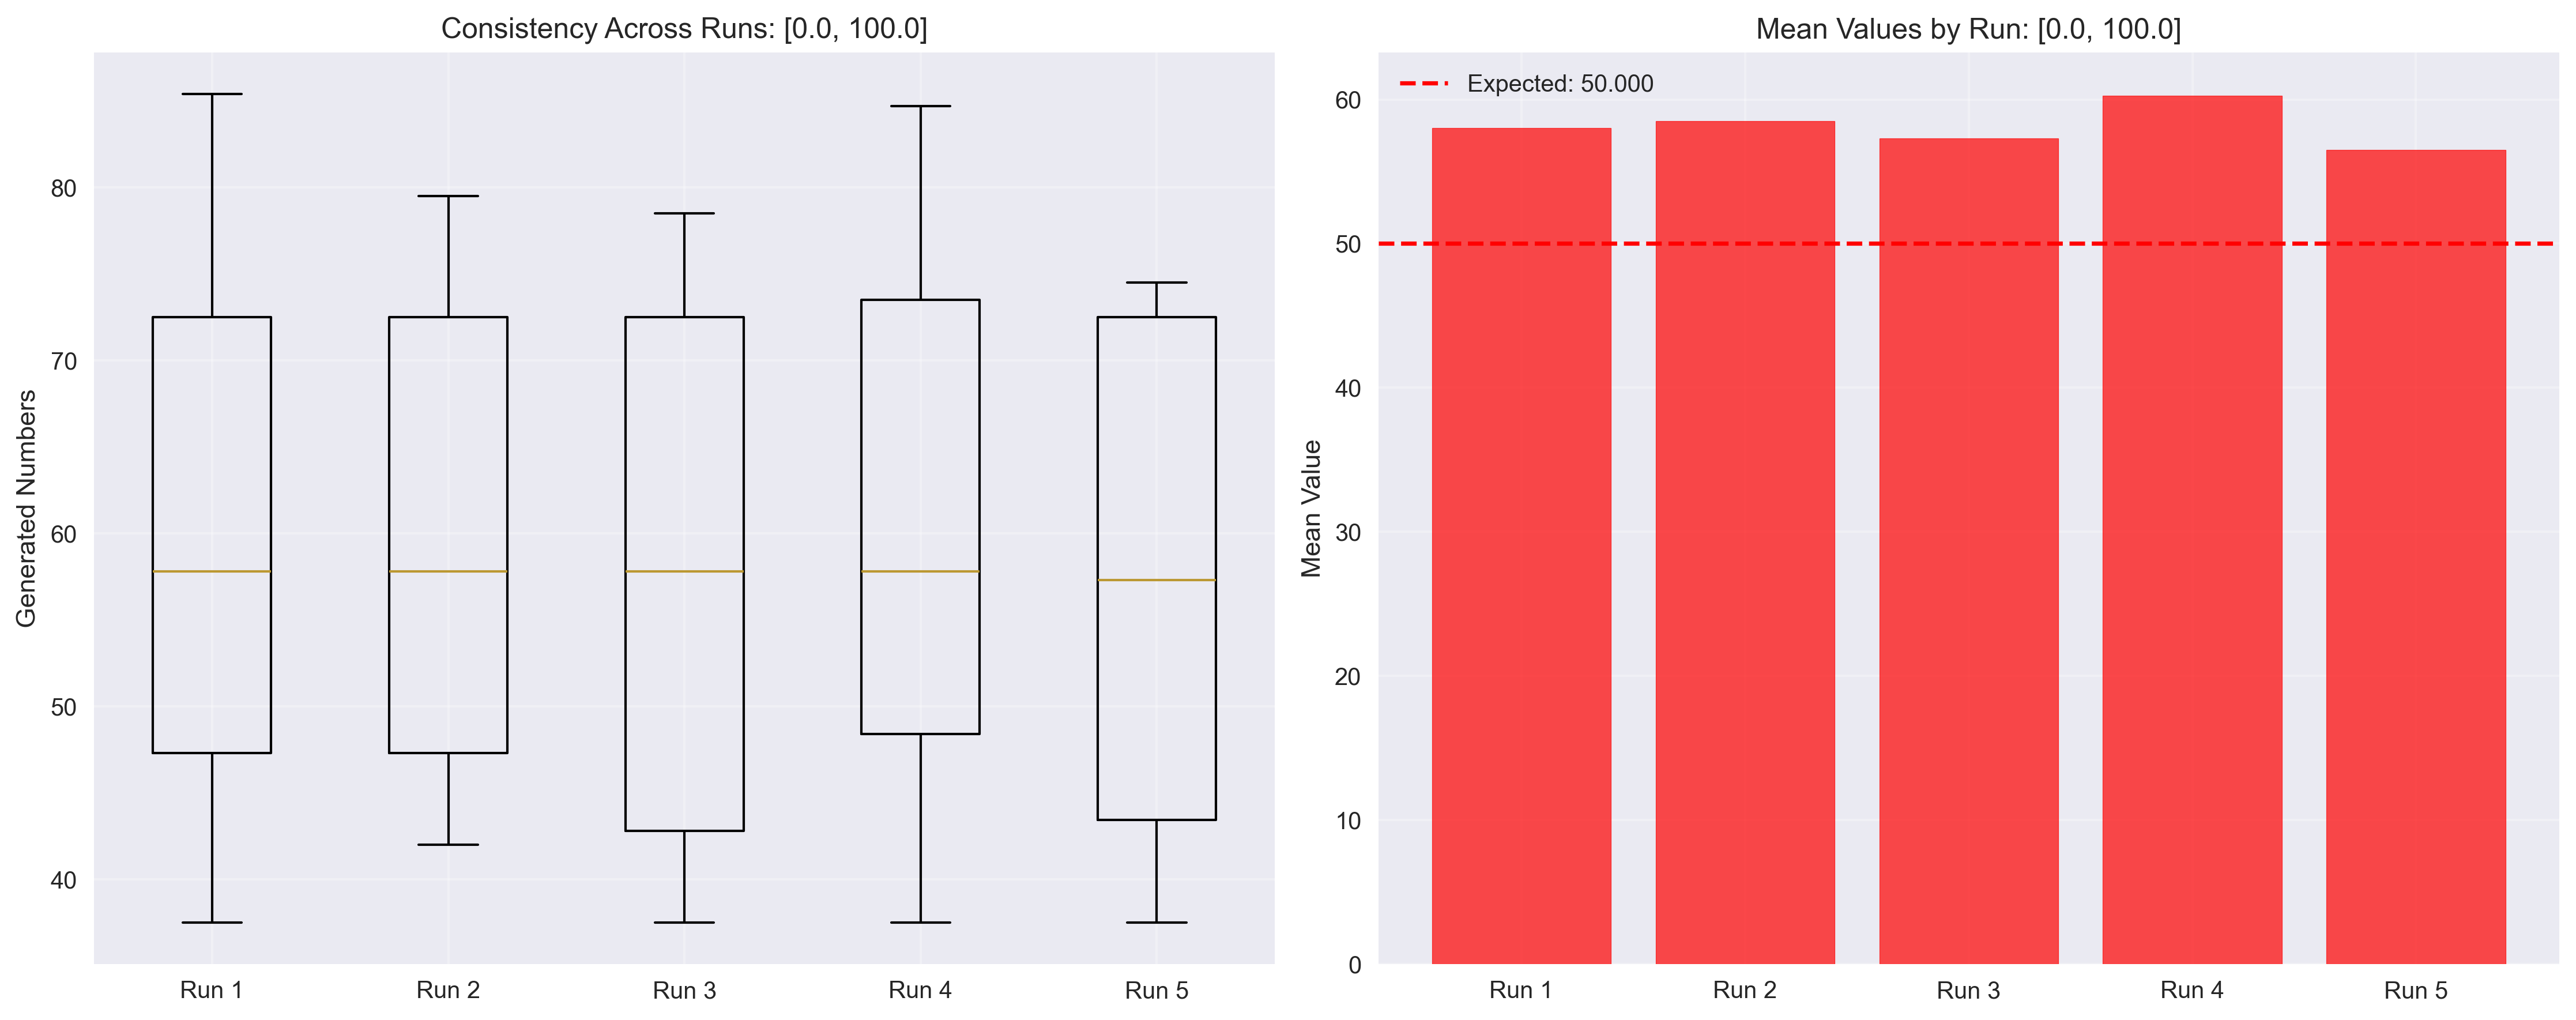 Consistency Across Runs: [0.0, 100.0]
Generated Numbers
80
70
60
50
40
Run 1
Run 2
Run 3
Run 4
Run 5
Mean Values by Run: [0.0, 100.0]
Expected: 50.000
Mean Value
60
50
40
30
20
10
0
Run 1
Run 2
Run 3
Run 4
Run 5